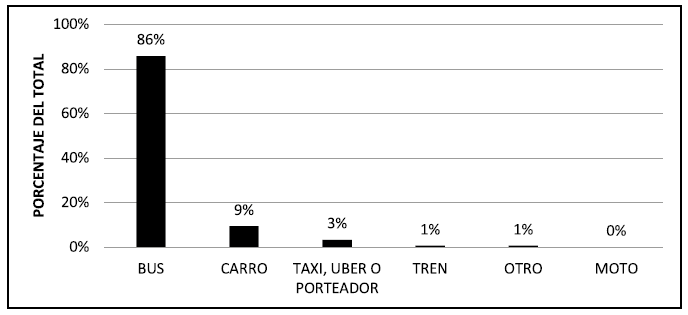 PORCENTAJE DEL TOTAL
100%
80%
60%
40%
20%
0%
86%
9%
3%
1%
1%
0%
BUS
CARRO
TAXI, UBER O
PORTEADOR
TREN
OTRO
MOTO